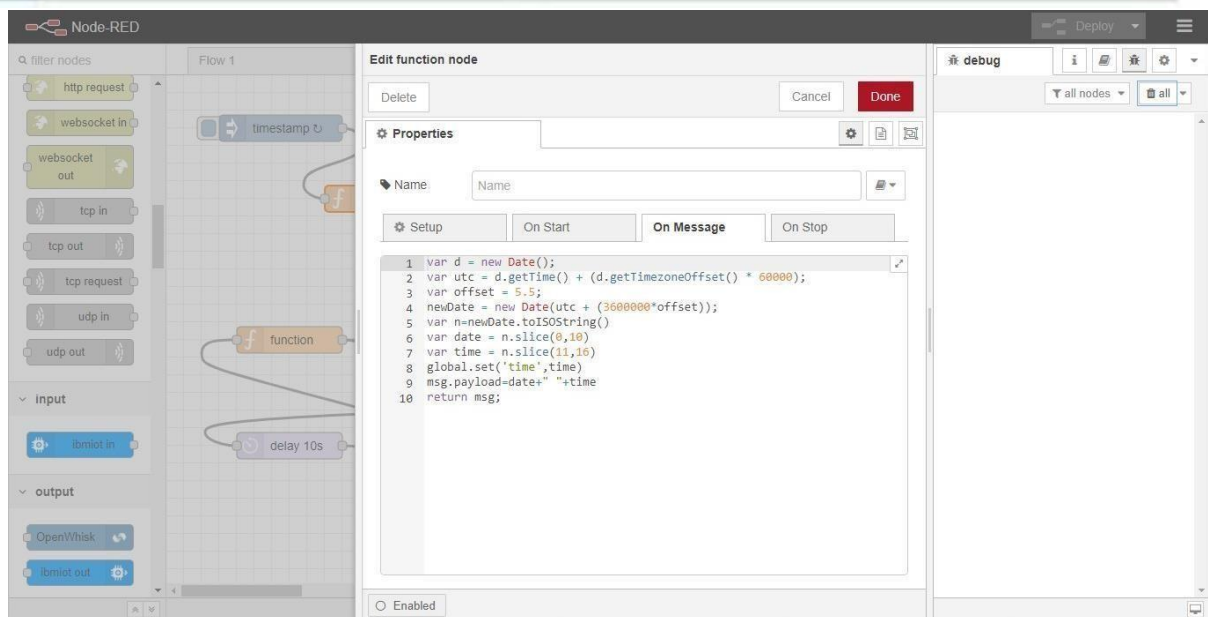 Node-RED
Deploy
filter nodes
http request
websocket in
websocket
out
tcp in
tcp out
tcp request
udp in
udp out
input
ibmiot in
output
OpenWhisk
ibmiot out
Flow 1
timestamp ↻
f
f function
delay 10s
Edit function node
Delete
Cancel
Done
Properties
Name
Name
Setup
On Start
On Message
On Stop
1 var d = new Date();
2 var utc = d.getTime() + (d.getTimezoneOffset() * 60000);
3 var offset = 5.5;
4 newDate = new Date(utc + (3600000*offset));
5 var n=newDate.toISOString()
6 var date = n.slice(0,10)
7 var time = n.slice(11,16)
8 global.set('time',time)
9 msg.payload=date+" "+time
10 return msg;
Enabled
debug
i
all nodes
all